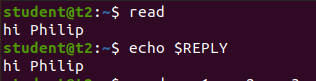 student@t2:~$ read
hi Philip
student@t2:~$ echo $REPLY
hi Philip